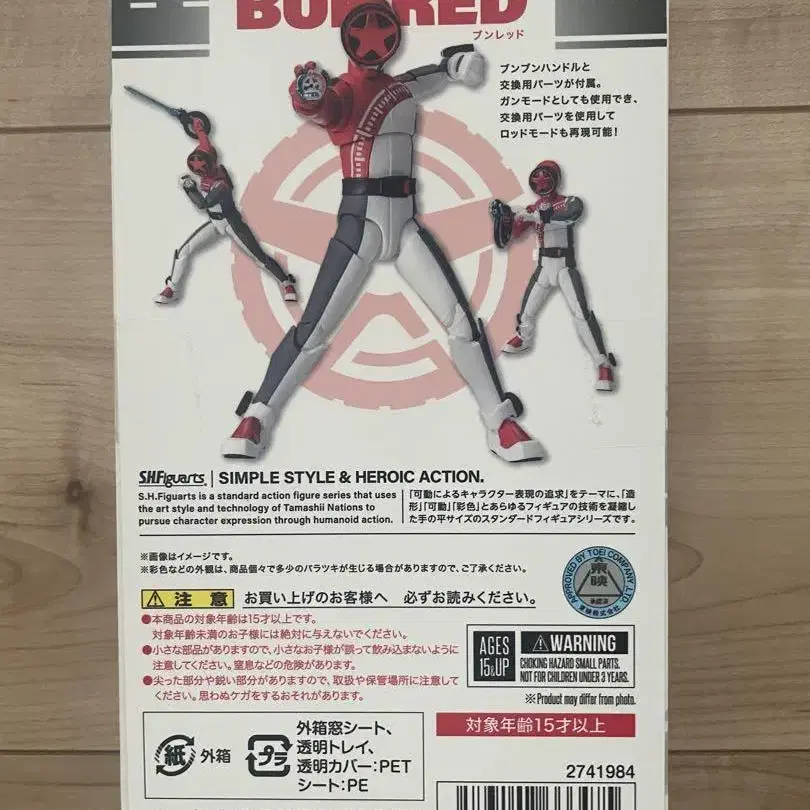 BUNRED
ブンレッド
ブンブンハンドルと
交換用パーツが付属。
ガンモードとしても使用でき、
交換用パーツを使用して
ロッドモードも再現可能!
S.H.Figuarts SIMPLE STYLE & HEROIC ACTION.
S.H.Figuarts is a standard action figure series that uses
the art style and technology of Tamashii Nations to
pursue character expression through humanoid action.
「可動によるキャラクター表現の追求」をテーマに、「造
形」「可動」「彩色」とあらゆるフィギュアの技術を凝縮し
た手の平サイズのスタンダードフィギュアシリーズです。
※画像はイメージです。
※彩色などの外観は、商品個々で多少のバラツキが生じる場合がありますので、ご了承ください。
APPROVED BY TOEI COMPANY, LTD.
東映
東映株式会社
注意 お買い上げのお客様へ 必ずお読みください。
●本商品の対象年齢は15才以上です。
対象年齢未満のお子様には絶対に与えないでください。
●小さな部品がありますので、小さなお子様が誤って飲み込まないように
注意してください。窒息などの危険があります。
●尖った部分や鋭い部分がありますので、取扱や保管場所に注意して
ください。思わぬケガをするおそれがあります。
AGES
15&UP
WARNING
CHOKING HAZARD SMALL PARTS.
NOT FOR CHILDREN UNDER 3 YEARS.
※Product may differ from photo.
対象年齢15才以上
紙 外箱
プラ
外箱窓シート、
透明トレイ、
透明カバー:PET
シート:PE
2741984